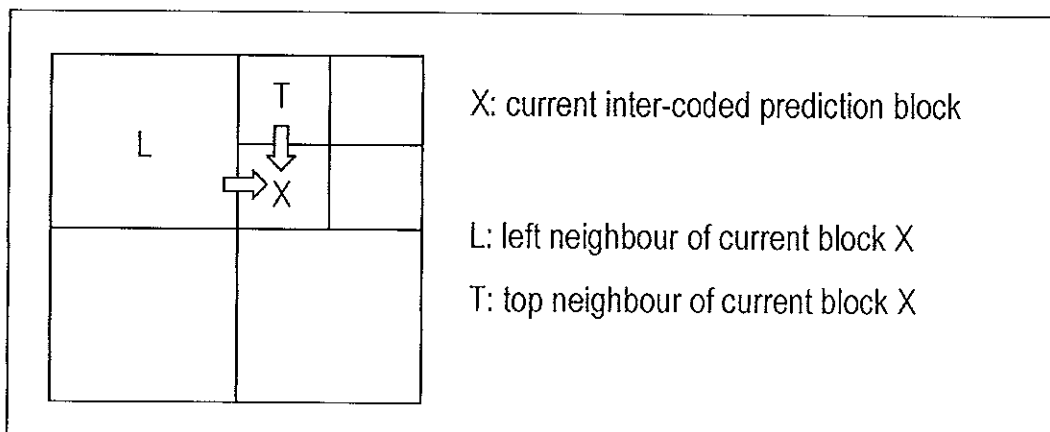 T
L
X
X: current inter-coded prediction block
L: left neighbour of current block X
T: top neighbour of current block X